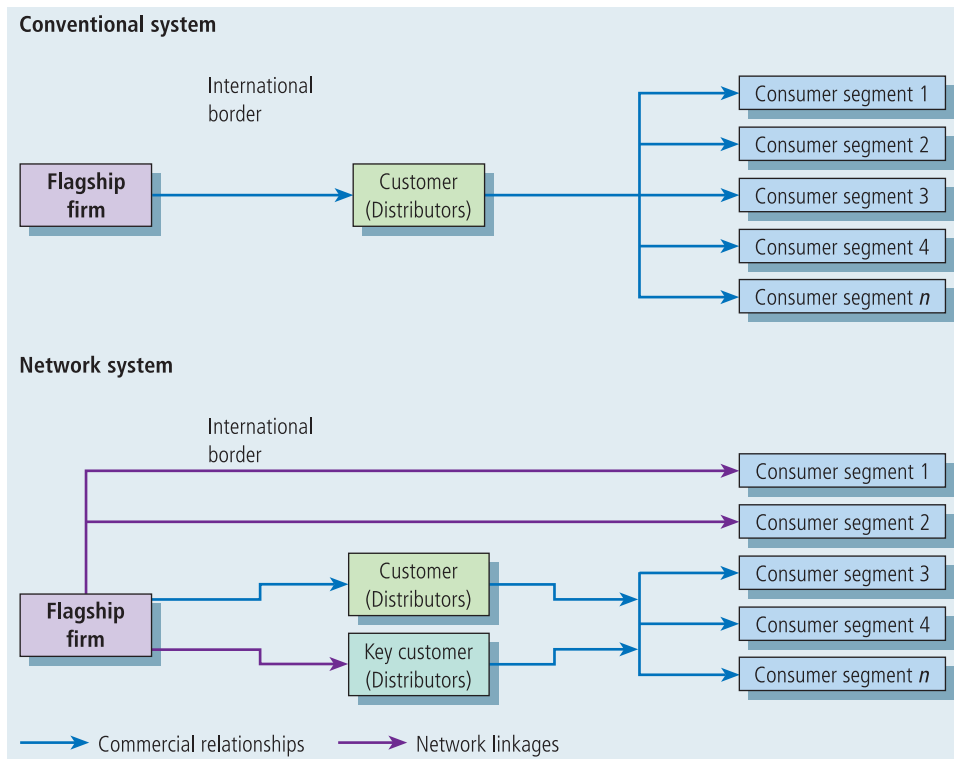 Conventional system
International
border
Consumer segment 1
Consumer segment 2
Flagship
firm
Customer
(Distributors)
Consumer segment 3
Consumer segment 4
Consumer segment n
Network system
International
border
Consumer segment 1
Consumer segment 2
Customer
(Distributors)
Consumer segment 3
Flagship
firm
Consumer segment 4
Key customer
(Distributors)
Consumer segment n
Commercial relationships
Network linkages